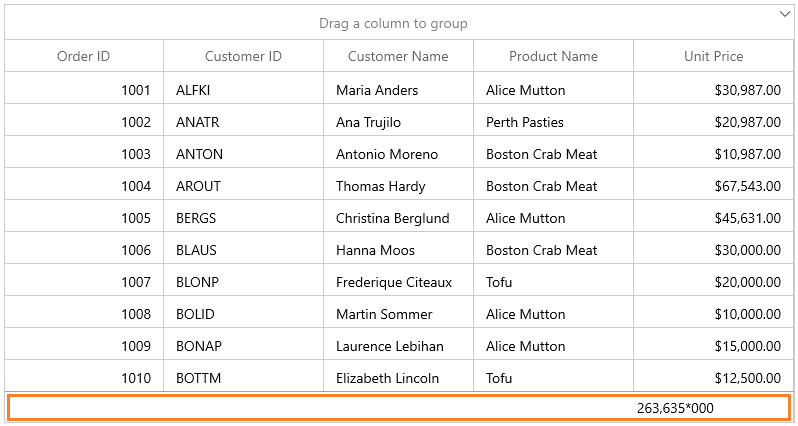 Drag a column to group
Order ID Customer ID Customer Name Product Name Unit Price
1001 ALFKI Maria Anders Alice Mutton $30,987.00
1002 ANATR Ana Trujilo Perth Pasties $20,987.00
1003 ANTON Antonio Moreno Boston Crab Meat $10,987.00
1004 AROUT Thomas Hardy Boston Crab Meat $67,543.00
1005 BERGS Christina Berglund Alice Mutton $45,631.00
1006 BLAUS Hanna Moos Boston Crab Meat $30,000.00
1007 BLONP Frederique Citeaux Tofu $20,000.00
1008 BOLID Martin Sommer Alice Mutton $10,000.00
1009 BONAP Laurence Lebihan Alice Mutton $15,000.00
1010 BOTTM Elizabeth Lincoln Tofu $12,500.00
263,635*000